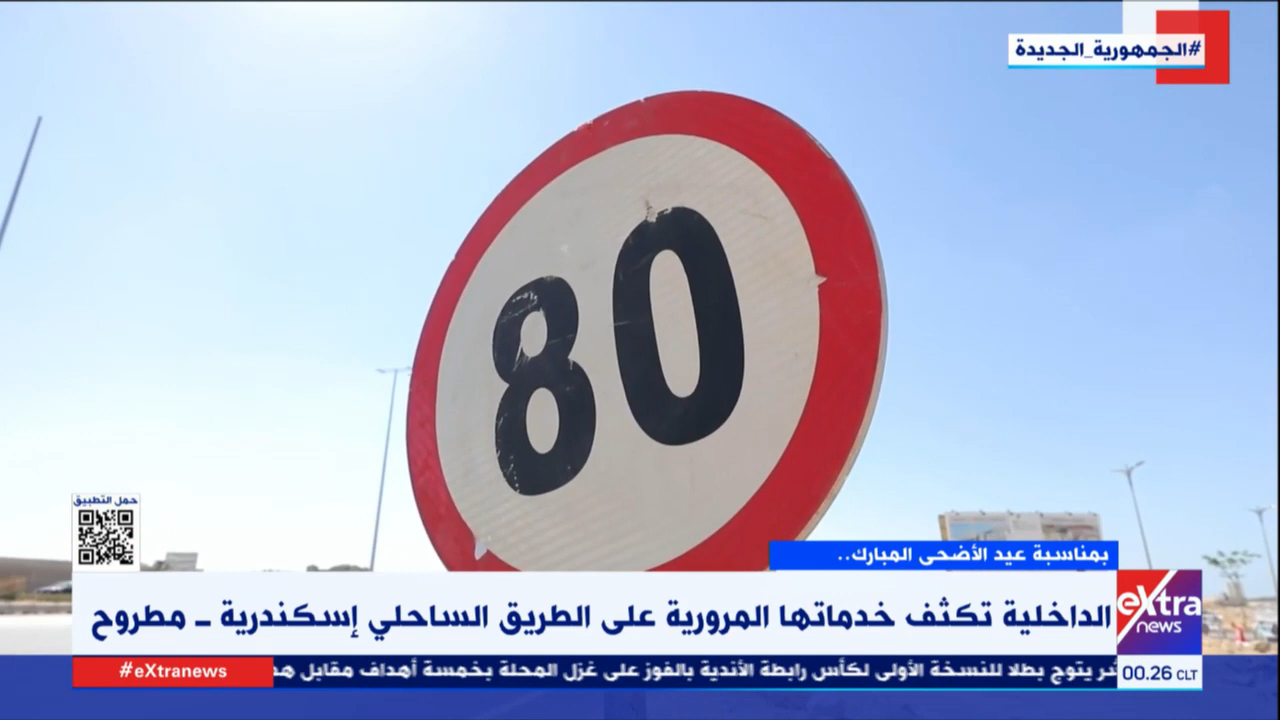 #الجمهورية_الجديدة
80
حمل التطبيق
بمناسبة عيد الأضحى المبارك..
الداخلية تكثف خدماتها المرورية على الطريق الساحلي إسكندرية ـ مطروح
eXtra
news
يتوج بطلا للنسخة الأولى لكأس رابطة الأندية بالفوز على غزل المحلة بخمسة أهداف مقابل
#eXtranews
00.26 CLT